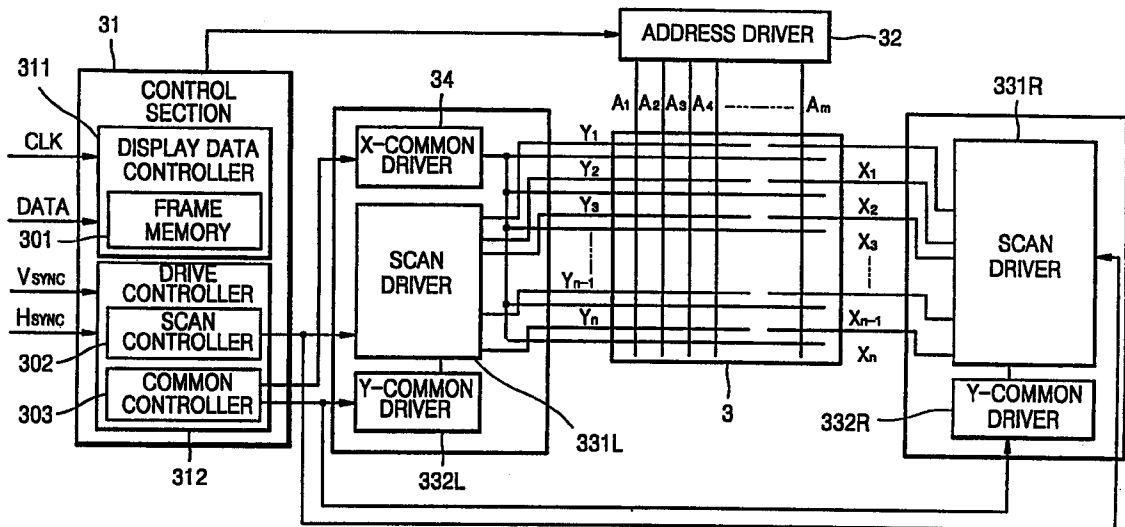 31
311
CONTROL
SECTION
CLK
DISPLAY DATA
CONTROLLER
DATA
FRAME
MEMORY
301
VSYNC
DRIVE
CONTROLLER
HSYNC
SCAN
CONTROLLER
302
COMMON
CONTROLLER
303
312
34
X-COMMON
DRIVER
SCAN
DRIVER
Y-COMMON
DRIVER
331L
332L
ADDRESS DRIVER
32
A1 A2 A3 A4 Am
Y1
Y2
Y3
Yn-1
Yn
3
X1
X2
X3
Xn-1
Xn
331R
SCAN
DRIVER
332R
Y-COMMON
DRIVER